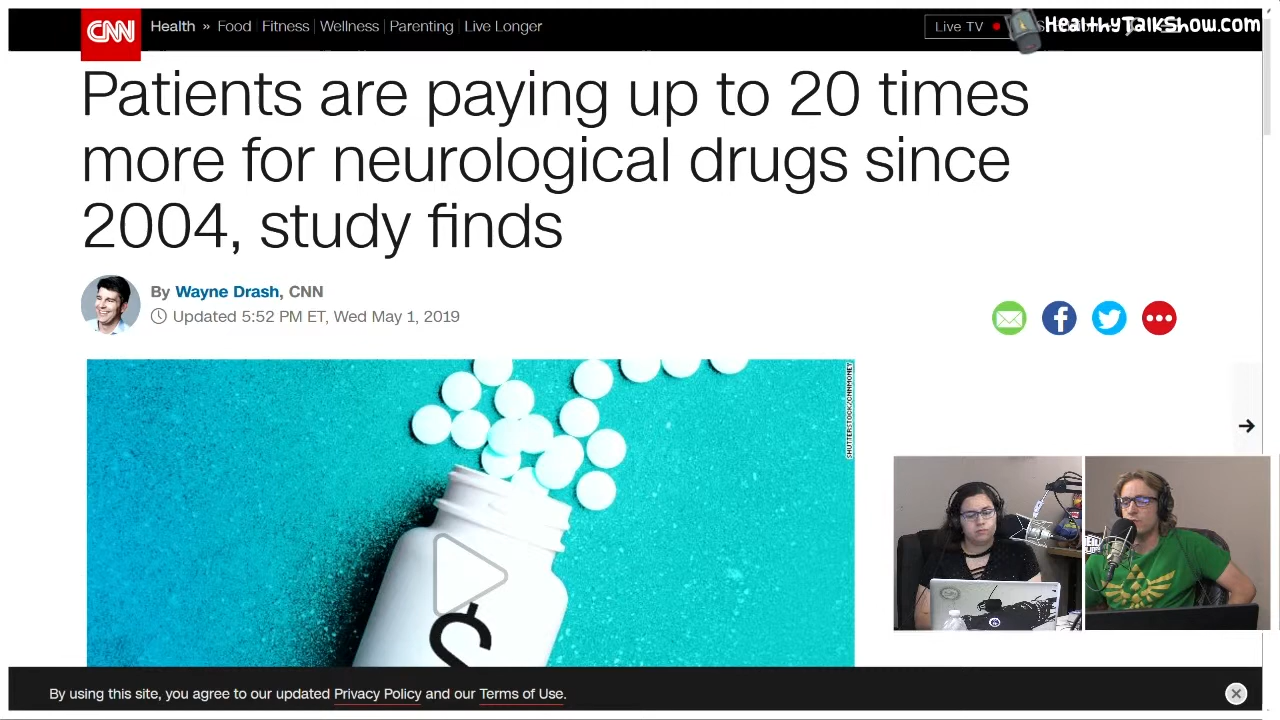 CNN
Health » Food Fitness Wellness Parenting Live Longer
Live TV
HealthyTalkShow.com
Patients are paying up to 20 times
more for neurological drugs since
2004, study finds
By Wayne Drash, CNN
Updated 5:52 PM ET, Wed May 1, 2019
SHUTTERSTOCK/CNNMONEY
$
By using this site, you agree to our updated Privacy Policy and our Terms of Use.